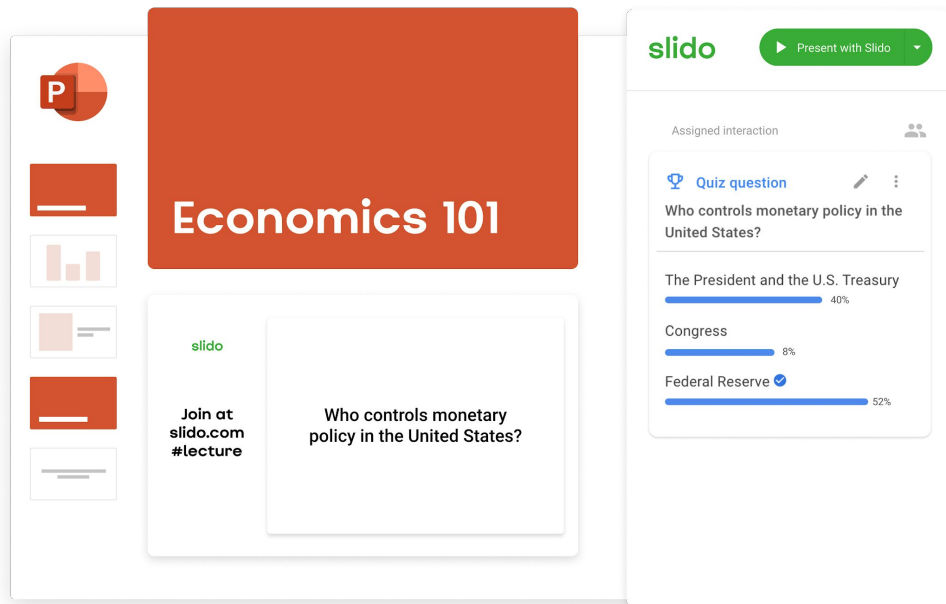 P
Economics 101
slido
Join at
slido.com
#lecture
Who controls monetary
policy in the United States?
slido
Present with Slido
Assigned interaction
Quiz question
Who controls monetary policy in the
United States?
The President and the U.S. Treasury
40%
Congress
8%
Federal Reserve
52%